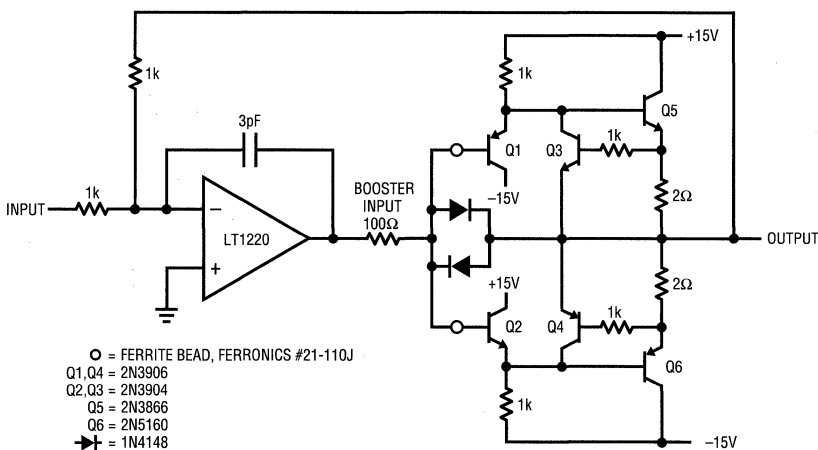 +15V
1k
1k
Q5
3pF
Q1
Q3
1k
–15V
2Ω
1k
BOOSTER
INPUT
100Ω
INPUT
–
LT1220
OUTPUT
+
+15V
2Ω
Q2
Q4
1k
Q6
1k
–15V
= FERRITE BEAD, FERRONICS #21-110J
Q1,Q4 = 2N3906
Q2,Q3 = 2N3904
Q5 = 2N3866
Q6 = 2N5160
= 1N4148